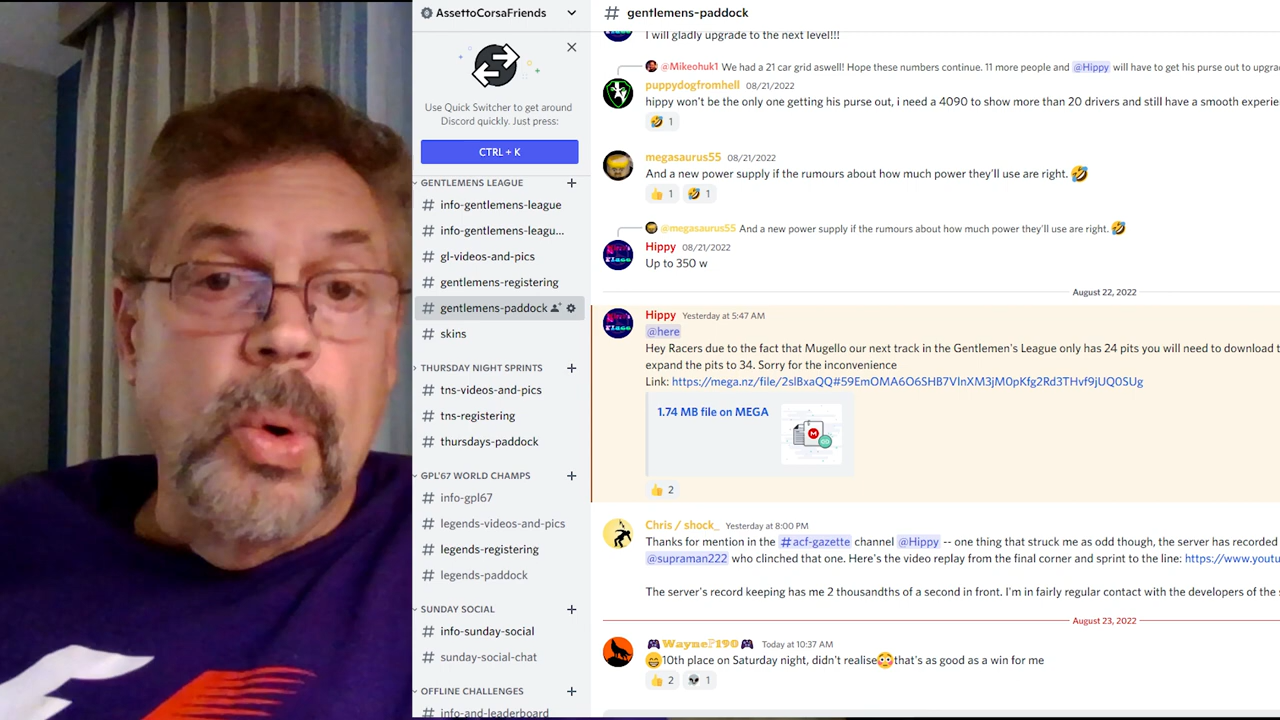 AssettoCorsaFriends
Use Quick Switcher to get around
Discord quickly. Just press:
CTRL + K
GENTLEMENS LEAGUE
# info-gentlemens-league
# info-gentlemens-leagu...
# gl-videos-and-pics
# gentlemens-registering
# gentlemens-paddock
# skins
THURSDAY NIGHT SPRINTS
# tns-videos-and-pics
# tns-registering
# thursdays-paddock
GPL'67 WORLD CHAMPS
# info-gpl67
# legends-videos-and-pics
# legends-registering
# legends-paddock
SUNDAY SOCIAL
# info-sunday-social
# sunday-social-chat
OFFLINE CHALLENGES
# info-and-leaderboard
# gentlemens-paddock
I will gladly upgrade to the next level!!!
@Mikeohuk1 We had a 21 car grid aswell! Hope these numbers continue. 11 more people and @Hippy will have to get his purse out to upgra
puppydogfromhell 08/21/2022
hippy won't be the only one getting his purse out, i need a 4090 to show more than 20 drivers and still have a smooth experie
🤣 1
megasaurus55 08/21/2022
And a new power supply if the rumours about how much power they'll use are right. 🤣
👍 1 🤣 1
@megasaurus55 And a new power supply if the rumours about how much power they'll use are right. 🤣
Hippy 08/21/2022
Up to 350 w
August 22, 2022
Hippy Yesterday at 5:47 AM
@here
Hey Racers due to the fact that Mugello our next track in the Gentlemen's League only has 24 pits you will need to download t
expand the pits to 34. Sorry for the inconvenience
Link: https://mega.nz/file/2slBxaQQ#59EmOMA6O6SHB7VInXM3jM0pKfg2Rd3THvf9jUQ0SUg
1.74 MB file on MEGA
👍 2
Chris / shock_ Yesterday at 8:00 PM
Thanks for mention in the # acf-gazette channel @Hippy -- one thing that struck me as odd though, the server has recorded
@supraman222 who clinched that one. Here's the video replay from the final corner and sprint to the line: https://www.youtu
The server's record keeping has me 2 thousandths of a second in front. I'm in fairly regular contact with the developers of the s
August 23, 2022
🎮 Wayne🇫190 🎮 Today at 10:37 AM
😁10th place on Saturday night, didn't realise😳that's as good as a win for me
👍 2 💀 1